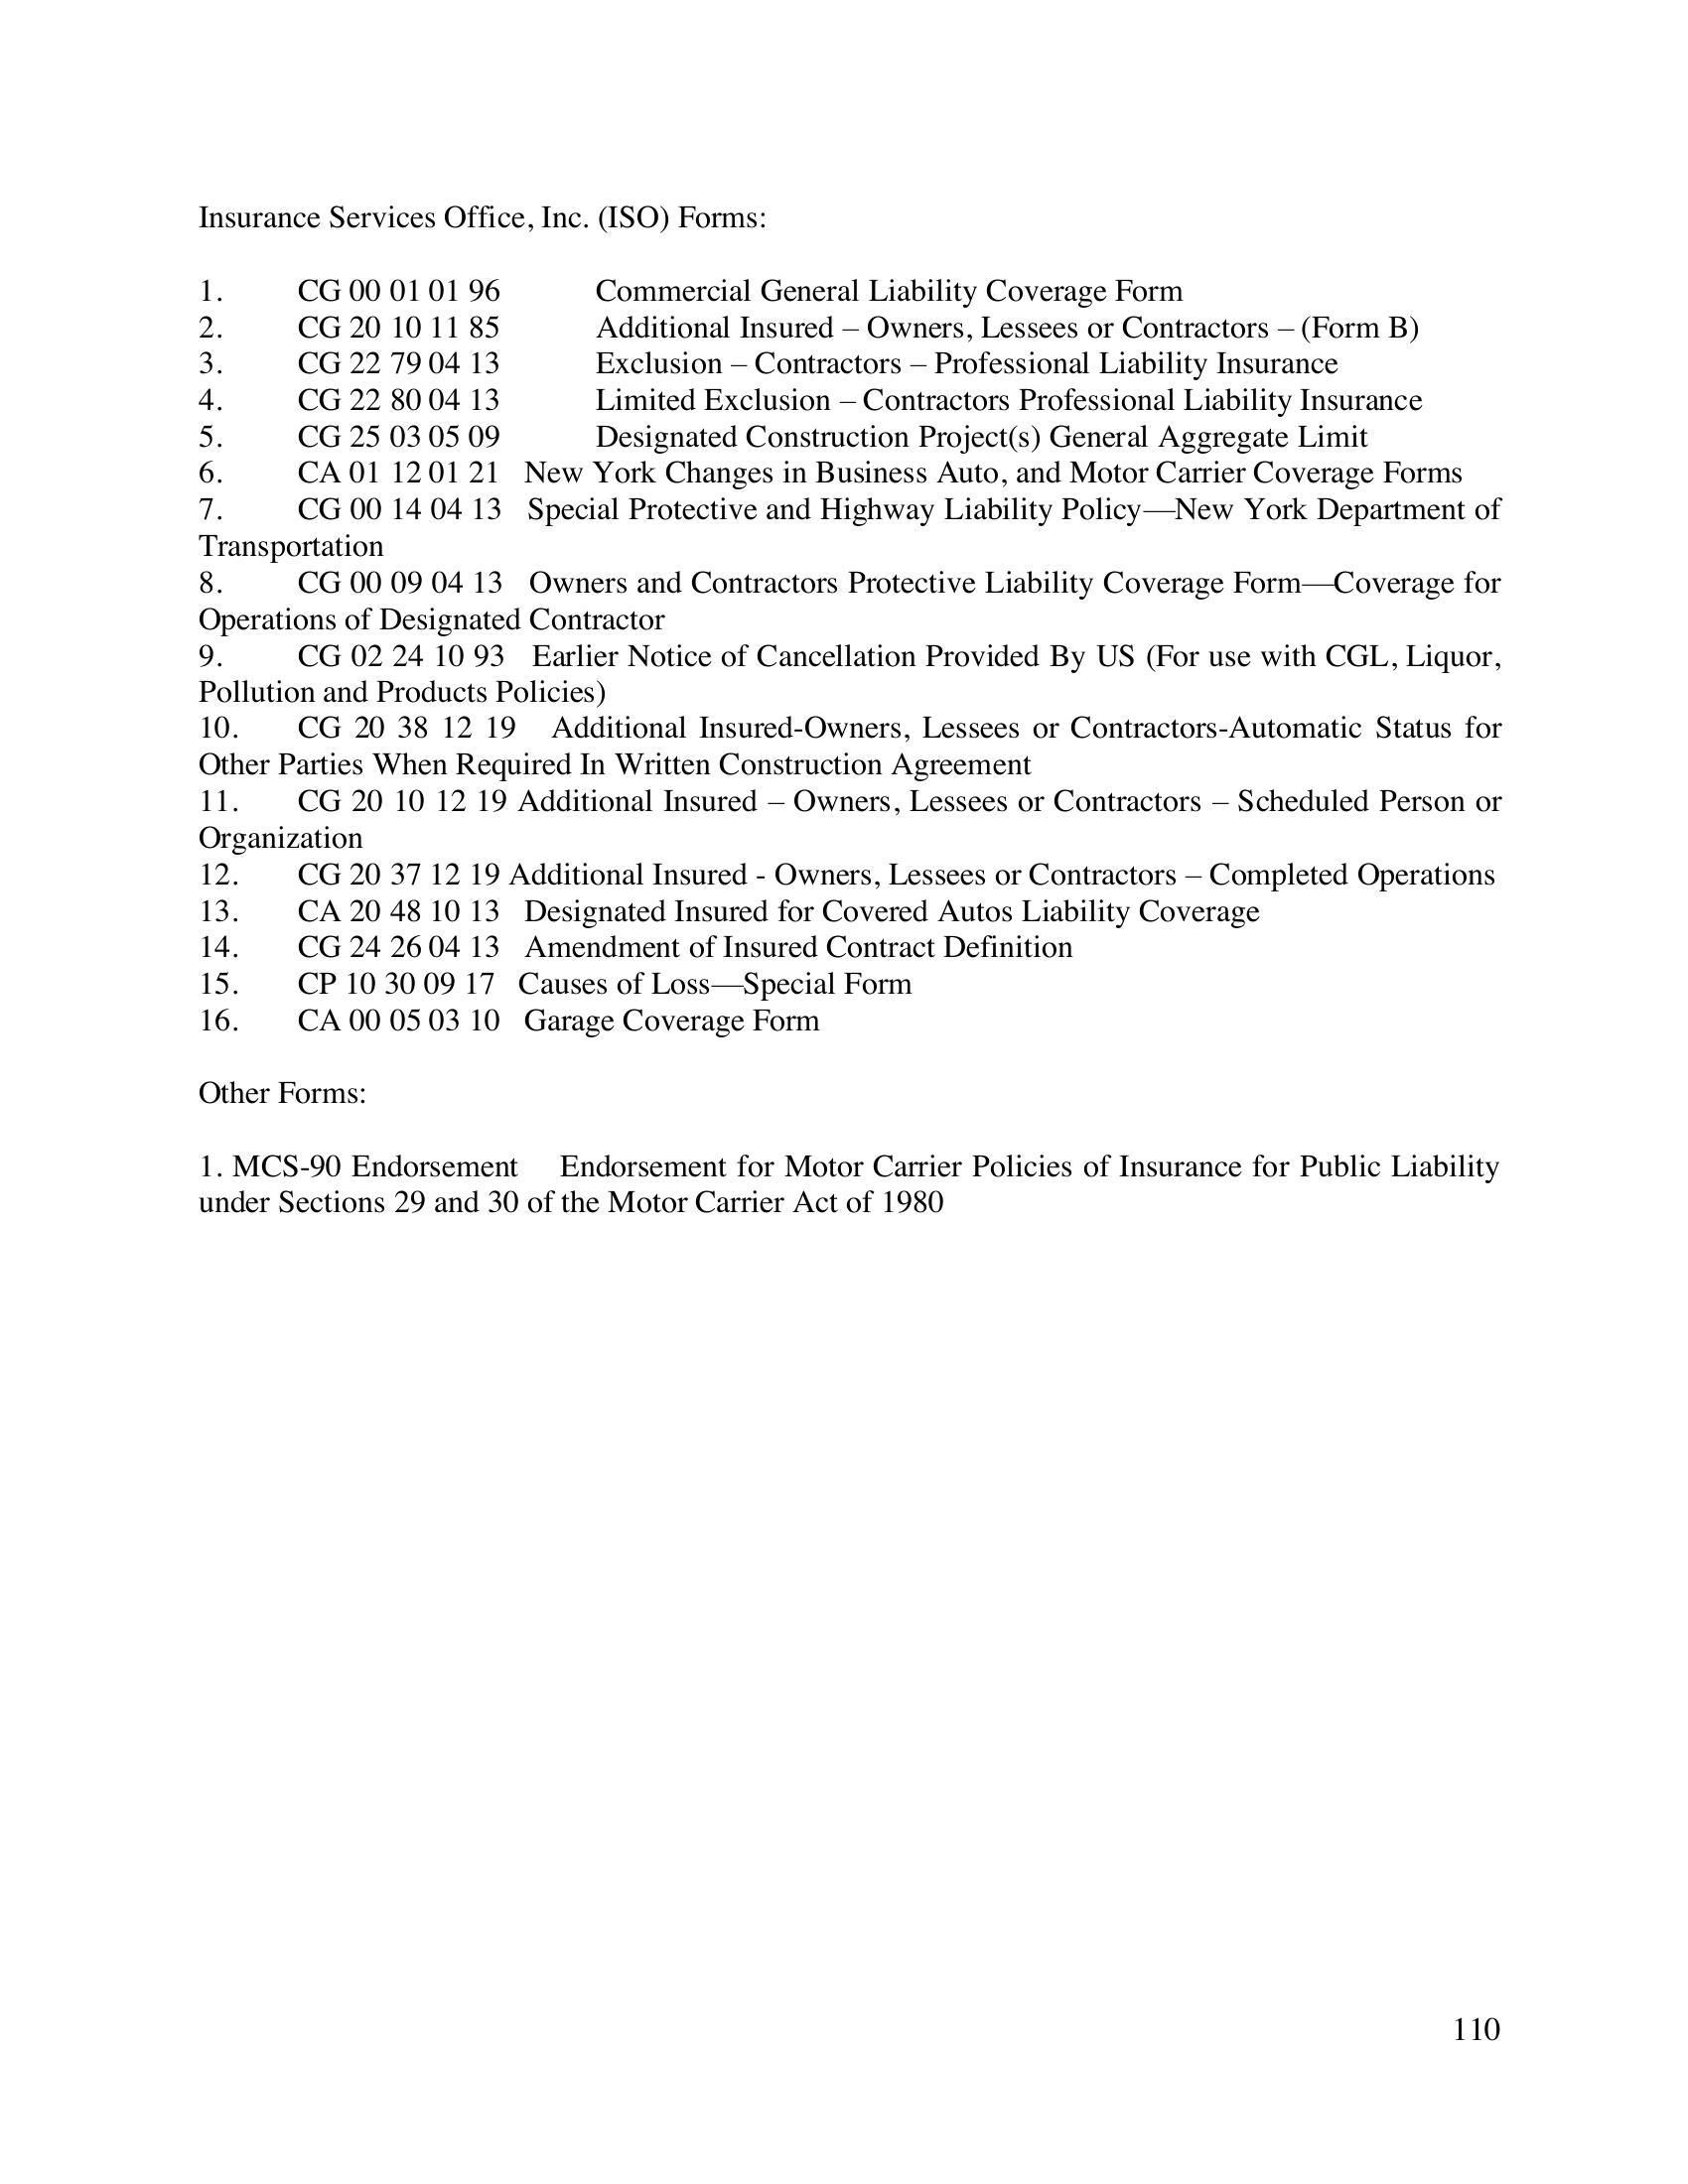 Insurance Services Office, Inc. (ISO) Forms:
1. CG 00 01 01 96 Commercial General Liability Coverage Form
2. CG 20 10 11 85 Additional Insured – Owners, Lessees or Contractors – (Form B)
3. CG 22 79 04 13 Exclusion – Contractors – Professional Liability Insurance
4. CG 22 80 04 13 Limited Exclusion – Contractors Professional Liability Insurance
5. CG 25 03 05 09 Designated Construction Project(s) General Aggregate Limit
6. CA 01 12 01 21 New York Changes in Business Auto, and Motor Carrier Coverage Forms
7. CG 00 14 04 13 Special Protective and Highway Liability Policy—New York Department of
Transportation
8. CG 00 09 04 13 Owners and Contractors Protective Liability Coverage Form—Coverage for
Operations of Designated Contractor
9. CG 02 24 10 93 Earlier Notice of Cancellation Provided By US (For use with CGL, Liquor,
Pollution and Products Policies)
10. CG 20 38 12 19 Additional Insured-Owners, Lessees or Contractors-Automatic Status for
Other Parties When Required In Written Construction Agreement
11. CG 20 10 12 19 Additional Insured – Owners, Lessees or Contractors – Scheduled Person or
Organization
12. CG 20 37 12 19 Additional Insured - Owners, Lessees or Contractors – Completed Operations
13. CA 20 48 10 13 Designated Insured for Covered Autos Liability Coverage
14. CG 24 26 04 13 Amendment of Insured Contract Definition
15. CP 10 30 09 17 Causes of Loss—Special Form
16. CA 00 05 03 10 Garage Coverage Form
Other Forms:
1. MCS-90 Endorsement Endorsement for Motor Carrier Policies of Insurance for Public Liability
under Sections 29 and 30 of the Motor Carrier Act of 1980
110